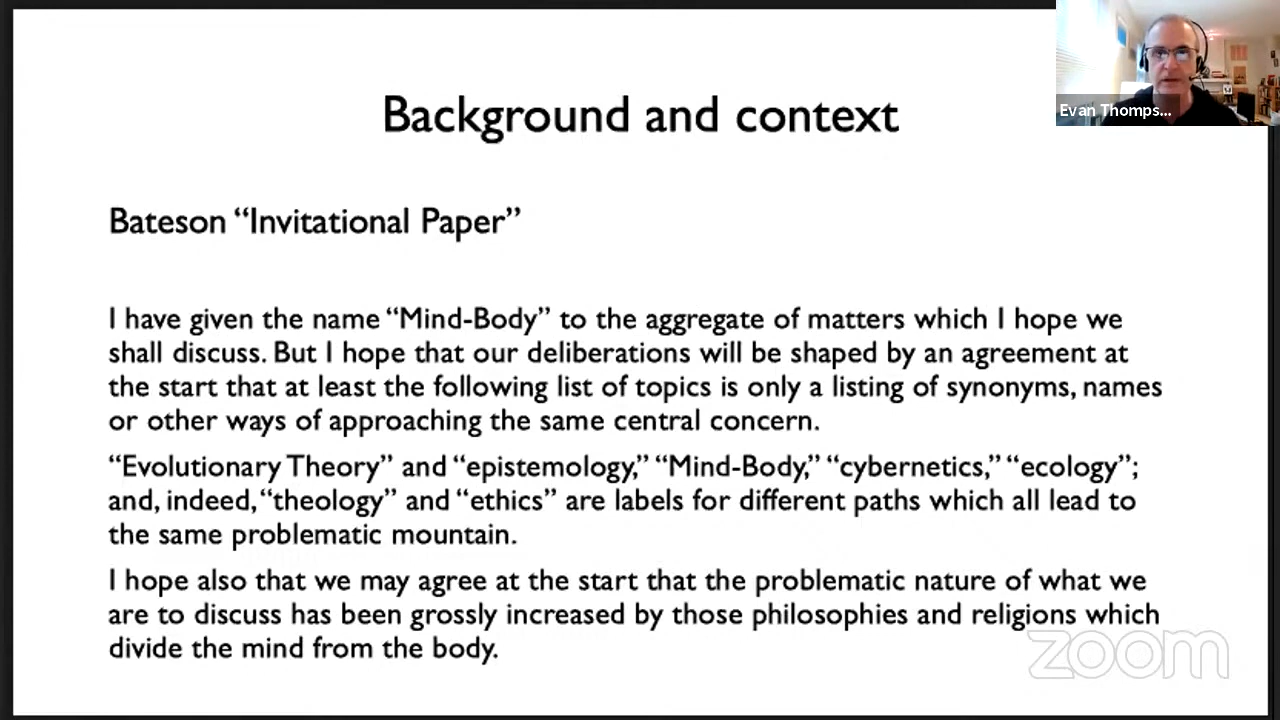 Background and context
Evan Thomps...
Bateson “Invitational Paper”
I have given the name “Mind-Body” to the aggregate of matters which I hope we
shall discuss. But I hope that our deliberations will be shaped by an agreement at
the start that at least the following list of topics is only a listing of synonyms, names
or other ways of approaching the same central concern.
“Evolutionary Theory” and “epistemology,” “Mind-Body,” “cybernetics,” “ecology”;
and, indeed, “theology” and “ethics” are labels for different paths which all lead to
the same problematic mountain.
I hope also that we may agree at the start that the problematic nature of what we
are to discuss has been grossly increased by those philosophies and religions which
divide the mind from the body.
zoom